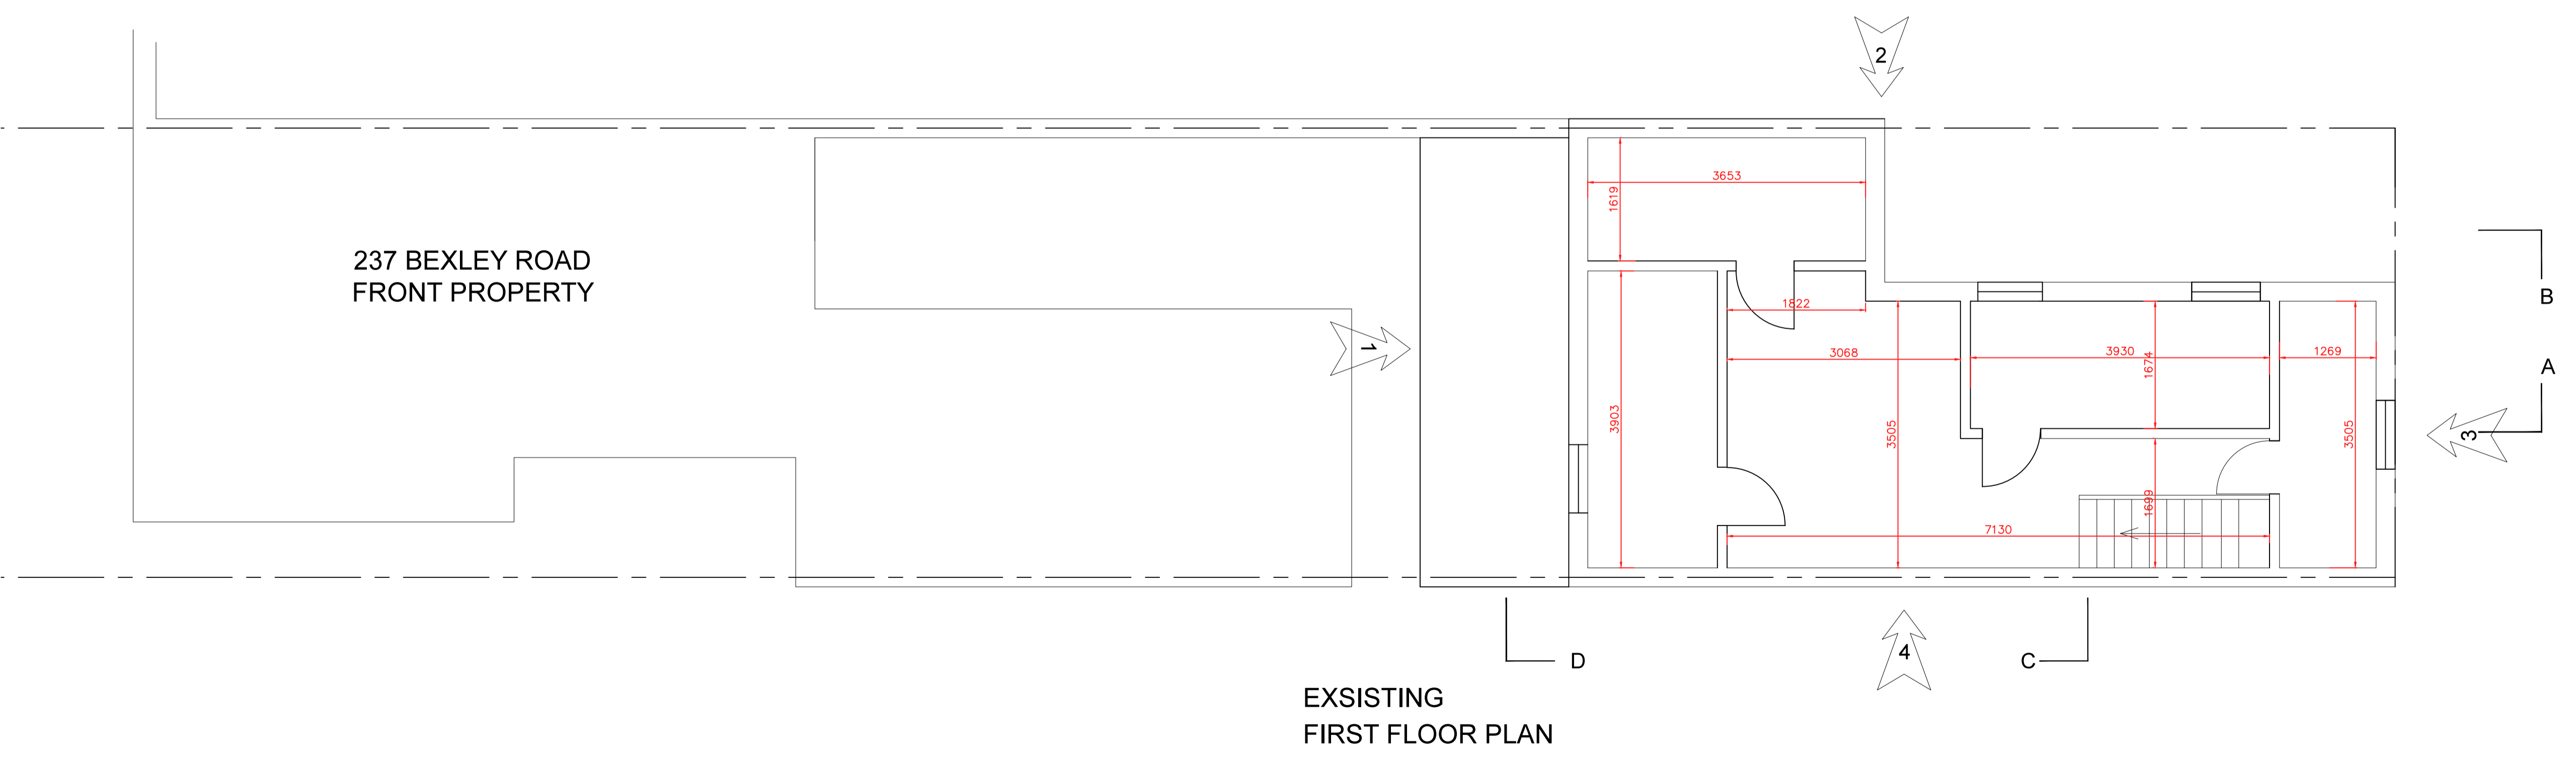 2
3653
1619
237 BEXLEY ROAD
FRONT PROPERTY
B
1822
1
3068
3930
1674
1269
A
3903
3505
3505
3
1699
7130
4
D
C
EXSISTING
FIRST FLOOR PLAN